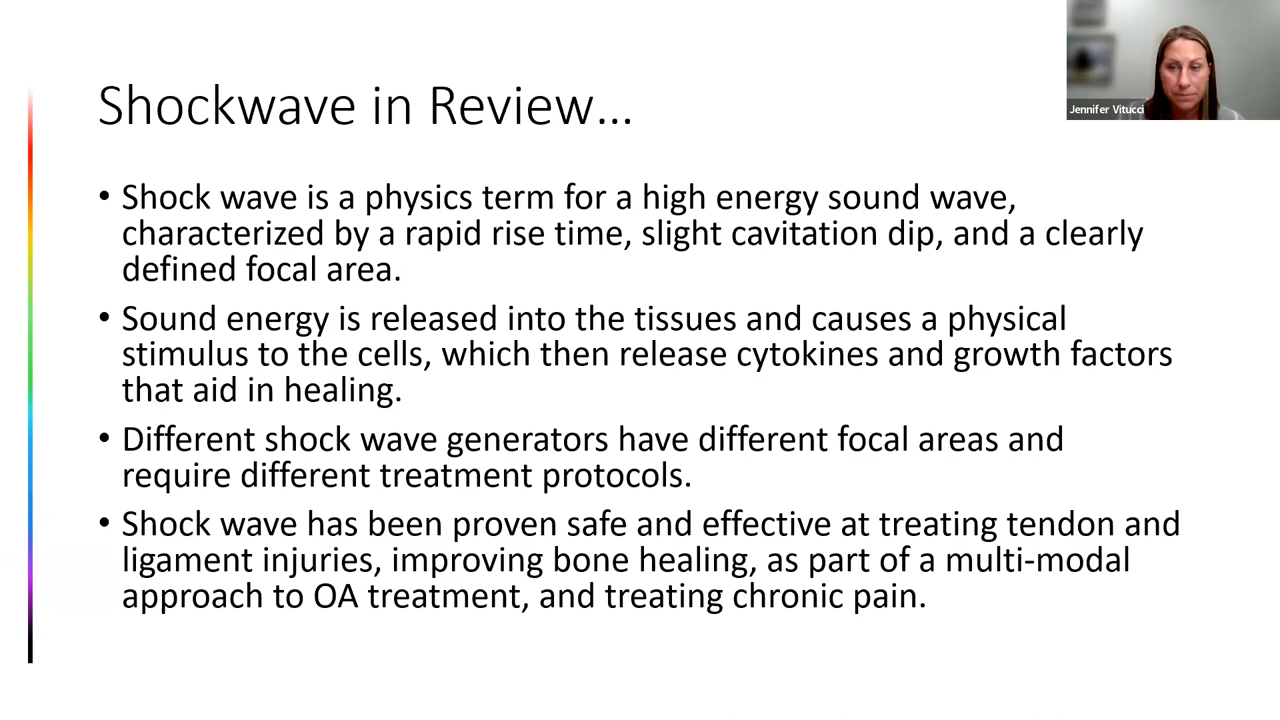 Jennifer Vitucci
Shockwave in Review...
• Shock wave is a physics term for a high energy sound wave,
characterized by a rapid rise time, slight cavitation dip, and a clearly
defined focal area.
• Sound energy is released into the tissues and causes a physical
stimulus to the cells, which then release cytokines and growth factors
that aid in healing.
• Different shock wave generators have different focal areas and
require different treatment protocols.
• Shock wave has been proven safe and effective at treating tendon and
ligament injuries, improving bone healing, as part of a multi-modal
approach to OA treatment, and treating chronic pain.